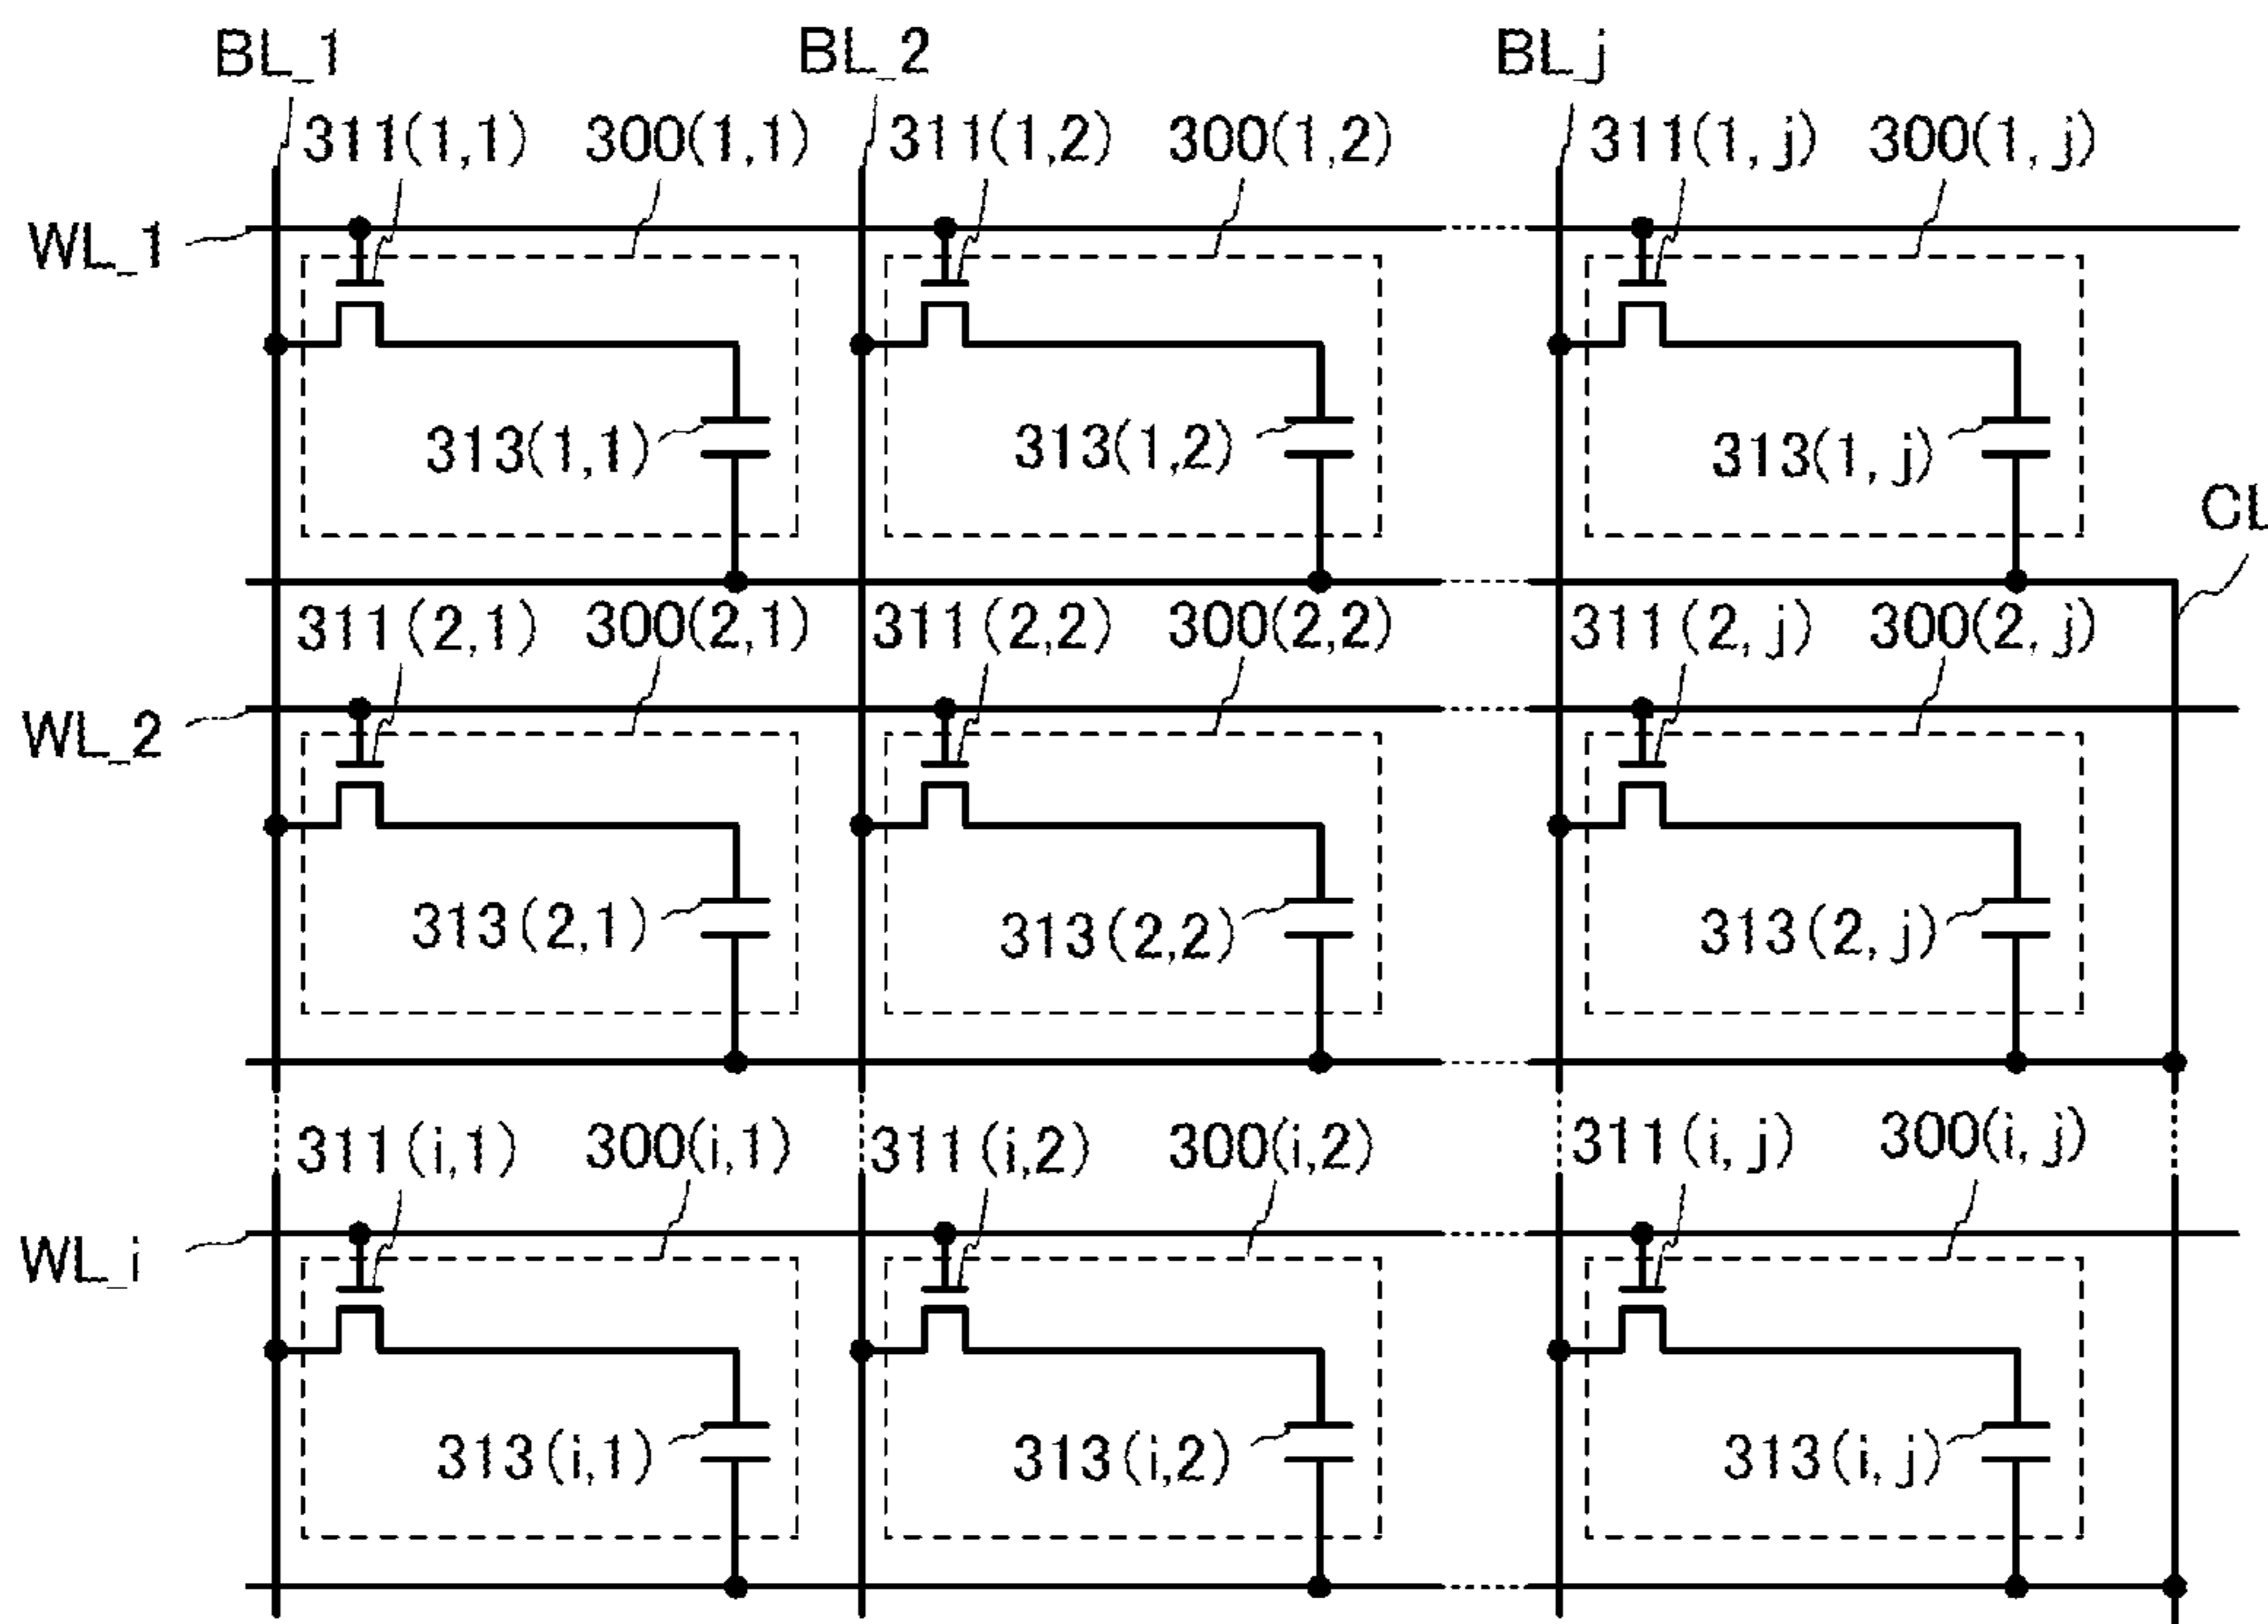 BL_1 BL_2 BL_j
311(1,1) 300(1,1) 311(1,2) 300(1,2) 311(1,j) 300(1,j)
WL_1
313(1,1) 313(1,2) 313(1,j)
CL
311(2,1) 300(2,1) 311(2,2) 300(2,2) 311(2,j) 300(2,j)
WL_2
313(2,1) 313(2,2) 313(2,j)
311(i,1) 300(i,1) 311(i,2) 300(i,2) 311(i,j) 300(i,j)
WL_i
313(i,1) 313(i,2) 313(i,j)